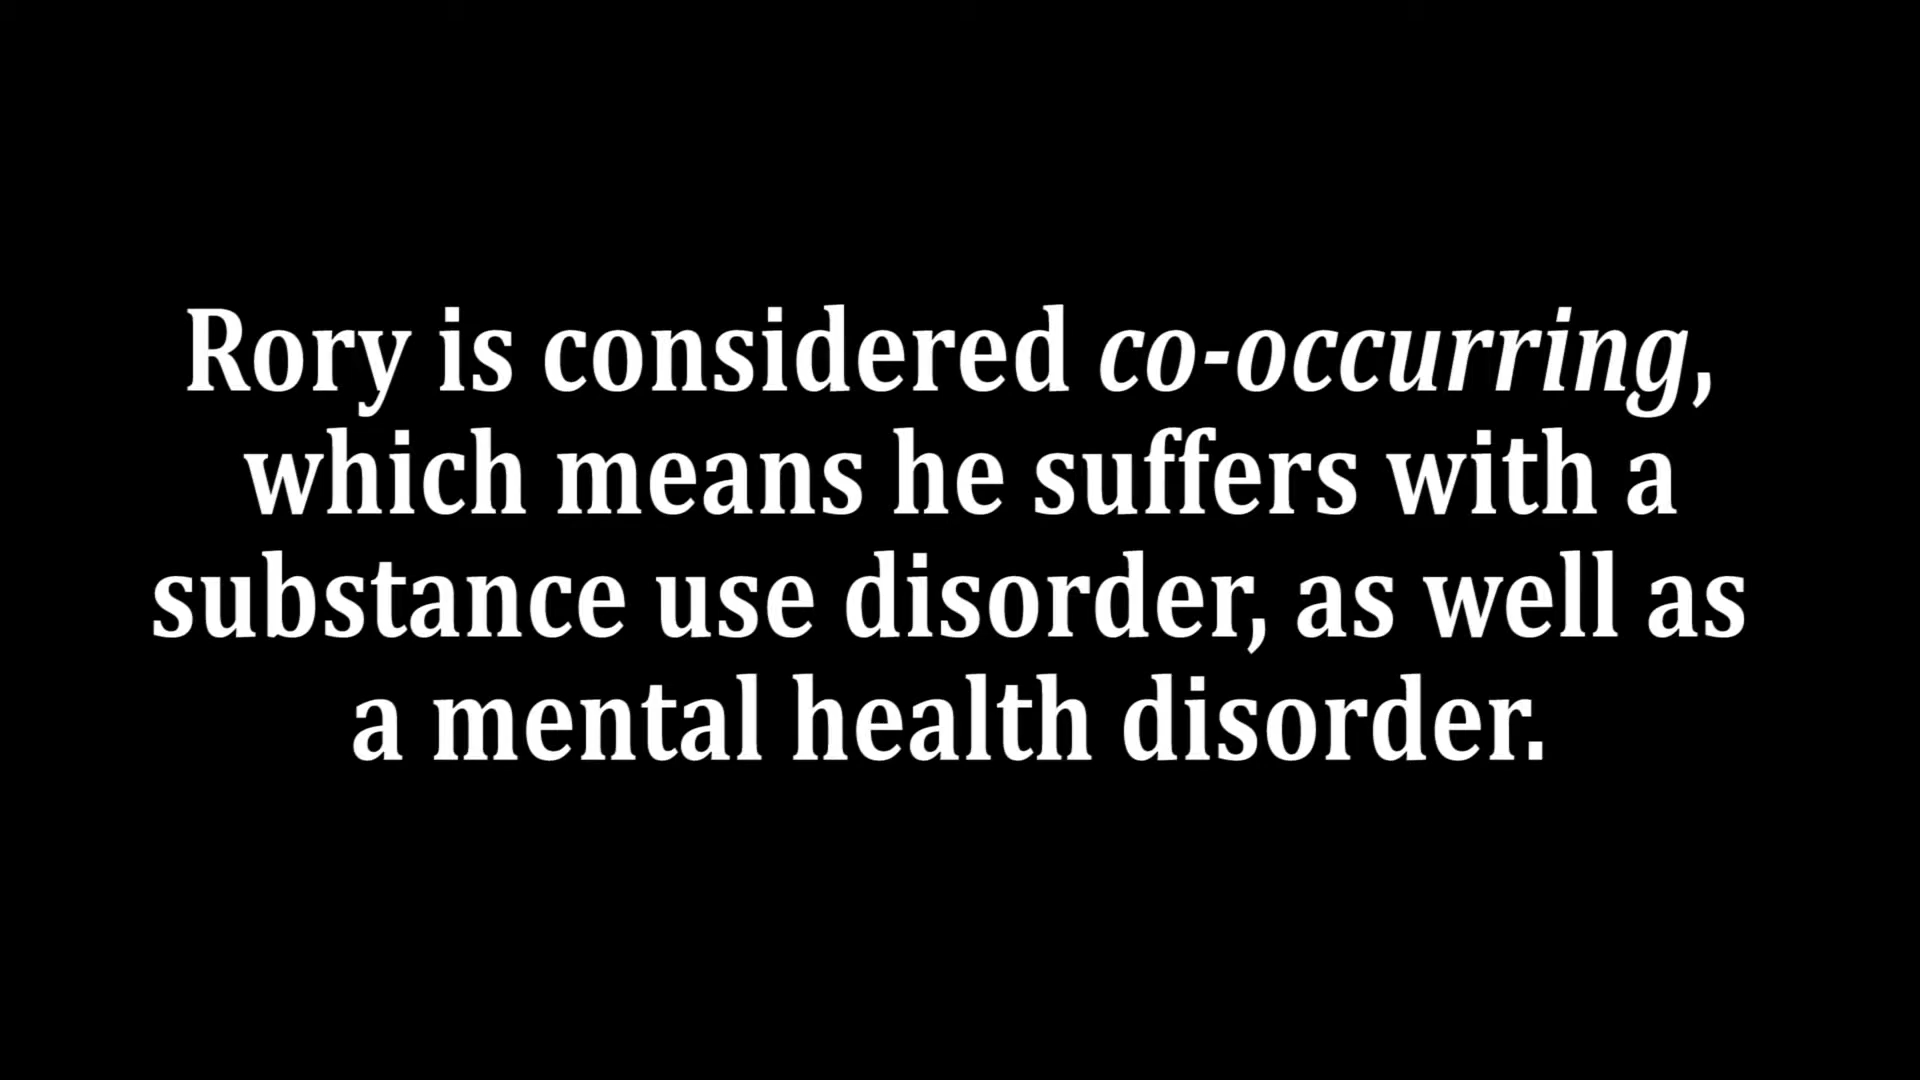 Rory is considered co-occurring,
which means he suffers with a
substance use disorder, as well as
a mental health disorder.